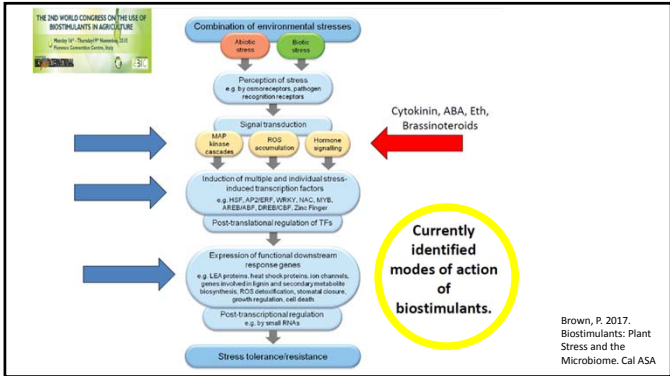 THE 2ND WORLD CONGRESS ON THE USE OF
BIOSTIMULANTS IN AGRICULTURE
Florence Convention Centre, Italy
Combination of environmental stresses
Abiotic
stress
Biotic
stress
Perception of stress
e.g. by osmoreceptors, pathogen
recognition receptors
Signal transduction
MAP
kinase
cascades
ROS
accumulation
Hormone
signalling
Cytokinin, ABA, Eth,
Brassinoteroids
Induction of multiple and individual stress-
induced transcription factors
e.g. HSF, AP2/ERF, WRKY, NAC, MYB,
AREB/ABF, DREB/CBF, Zinc Finger
Post-translational regulation of TFs
Expression of functional downstream
response genes
e.g. LEA proteins, heat shock proteins, ion channels,
genes involved in lignin and secondary metabolite
biosynthesis, ROS detoxification, stomatal closure,
growth regulation, cell death.
Post-transcriptional regulation
e.g. by small RNAs
Stress tolerance/resistance
Currently
identified
modes of action
of
biostimulants.
Brown, P. 2017.
Biostimulants: Plant
Stress and the
Microbiome. Cal ASA